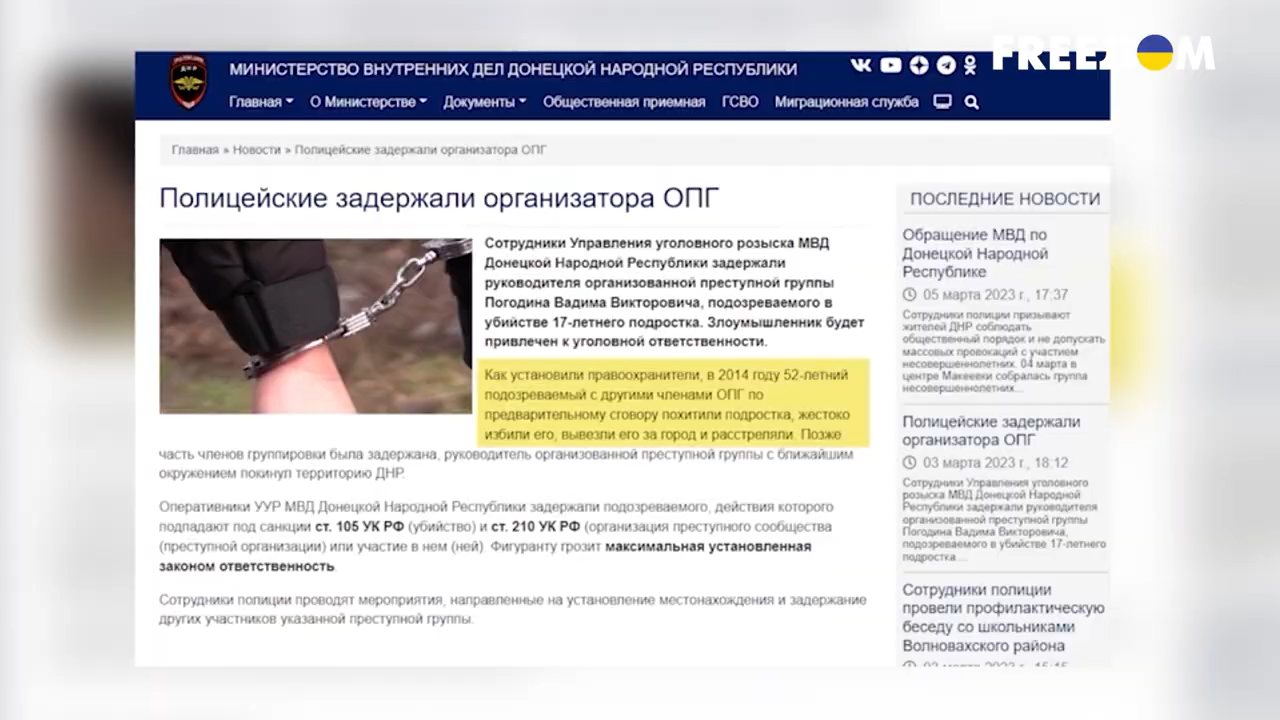 FREEDOM
МИНИСТЕРСТВО ВНУТРЕННИХ ДЕЛ ДОНЕЦКОЙ НАРОДНОЙ РЕСПУБЛИКИ
Главная О Министерстве Документы Общественная приемная ГСВО Миграционная служба
Главная » Новости » Полицейские задержали организатора ОПГ
Полицейские задержали организатора ОПГ
Сотрудники Управления уголовного розыска МВД
Донецкой Народной Республики задержали
руководителя организованной преступной группы
Погодина Вадима Викторовича, подозреваемого в
убийстве 17-летнего подростка. Злоумышленник будет
привлечен к уголовной ответственности.
Как установили правоохранители, в 2014 году 52-летний
подозреваемый с другими членами ОПГ по
предварительному сговору похитили подростка, жестоко
избили его, вывезли его за город и расстреляли. Позже
часть членов группировки была задержана, руководитель организованной преступной группы с ближайшим
окружением покинул территорию ДНР.
Оперативники УУР МВД Донецкой Народной Республики задержали подозреваемого, действия которого
подпадают под санкции ст. 105 УК РФ (убийство) и ст. 210 УК РФ (организация преступного сообщества
(преступной организации) или участие в нем (ней). Фигуранту грозит максимальная установленная
законом ответственность.
Сотрудники полиции проводят мероприятия, направленные на установление местонахождения и задержание
других участников указанной преступной группы.
ПОСЛЕДНИЕ НОВОСТИ
Обращение МВД по
Донецкой Народной
Республике
05 марта 2023 г., 17:37
Сотрудники полиции призывают
жителей ДНР соблюдать
общественный порядок и не допускать
массовых провокаций с участием
несовершеннолетних. 04 марта в
центре Макеевки собралась группа
несовершеннолетних...
Полицейские задержали
организатора ОПГ
03 марта 2023 г., 18:12
Сотрудники Управления уголовного
розыска МВД Донецкой Народной
Республики задержали руководителя
организованной преступной группы
Погодина Вадима Викторовича,
подозреваемого в убийстве 17-летнего
подростка....
Сотрудники полиции
провели профилактическую
беседу со школьниками
Волновахского района